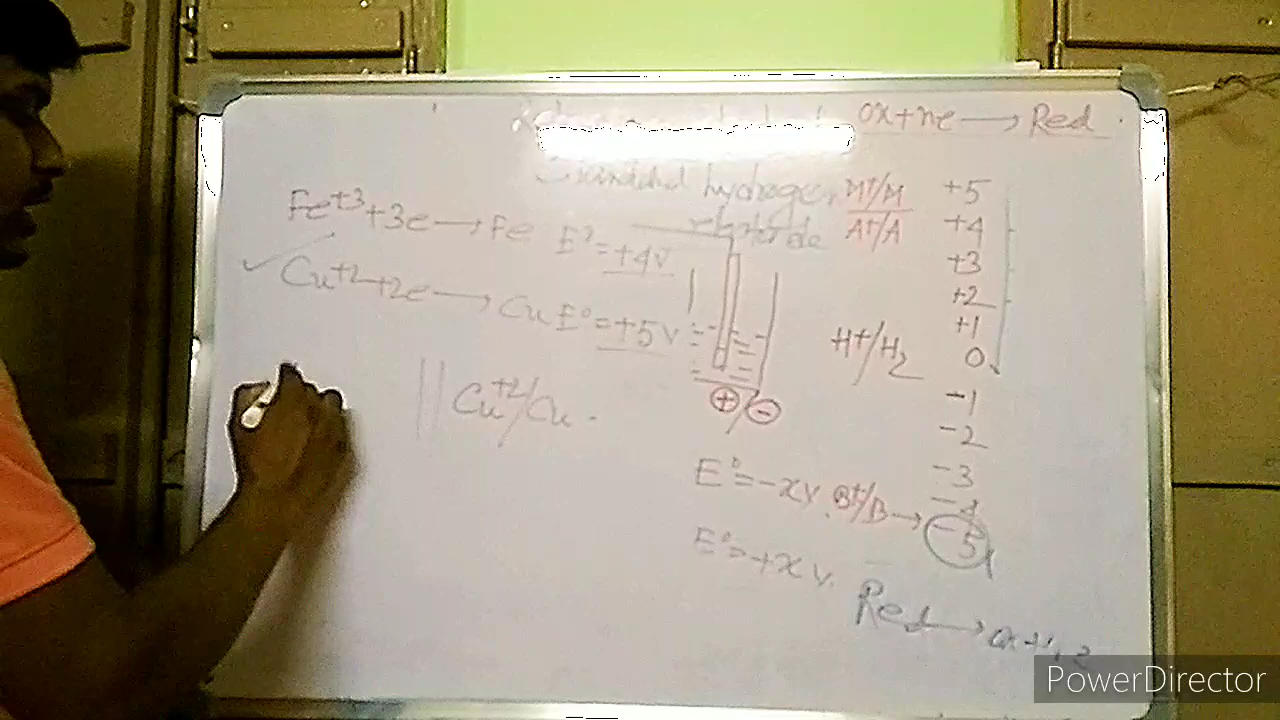 Ox+ne → Red
Standard hydrogen
electrode
M+/M +5
A+/A +4
+3
+2
+1
H+/H2 0
-1
-2
-3
-4
B+/B → -5
Fe+3+3e → Fe E°=+4V
Cu+2+2e → Cu E°=+5V
|| Cu+2/Cu
+ / -
E°=-xV
E°=+xV
Red →
PowerDirector